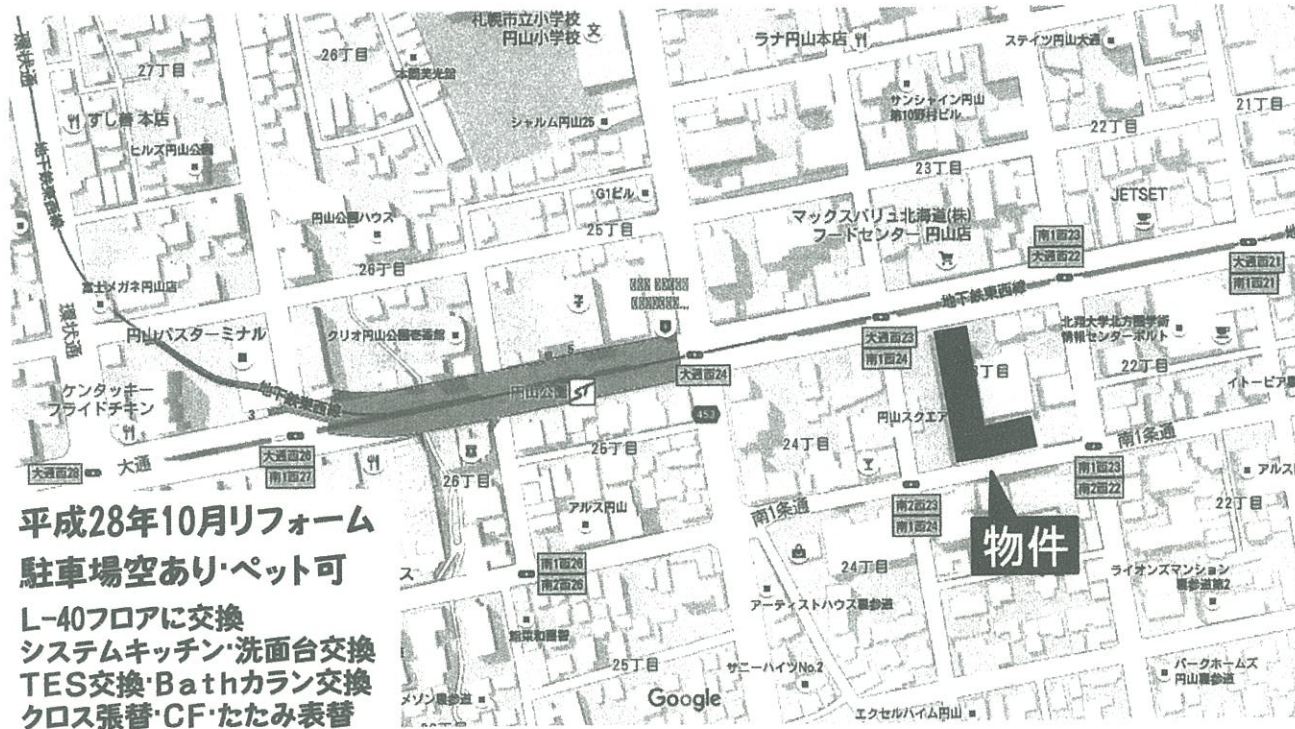 札幌市立小学校
円山小学校
ラナ円山本店
ステイツ円山大通
環状通
27丁目
26丁目
本間美光館
サンシャイン円山
第10野村ビル
21丁目
すし善 本店
シャルム円山25
22丁目
ヒルズ円山公園
地下鉄東西線
23丁目
G1ビル
JETSET
円山公園ハウス
25丁目
マックスバリュ北海道(株)
フードセンター 円山店
南1西23
大通西22
26丁目
大通西21
南1西21
富士メガネ円山店
地下鉄東西線
環状通
円山バスターミナル
クリオ円山公園壱番館
大通西23
南1西24
北翔大学北方圏学術
情報センターポルト
5
大通西24
22丁目
ケンタッキー
フライドチキン
地下鉄東西線
3
円山公園
ST
453
円山スクエア
イトーピア
大通
25丁目
24丁目
南1条通
大通西28
大通西26
南1西27
南1西23
南2西22
アルス
26丁目
アルス円山
南1条通
南2西23
南1西24
22丁目
平成28年10月リフォーム
駐車場空あり・ペット可
物件
ス
南1西26
南2西26
24丁目
ライオンズマンション
裏参道第2
アーティストハウス裏参道
L-40フロアに交換
システムキッチン・洗面台交換
TES交換・Bathカラン交換
クロス張替・CF・たたみ表替
25丁目
サニーハイツNo.2
パークホームズ
円山裏参道
メゾン裏参道
Google
エクセルハイム円山